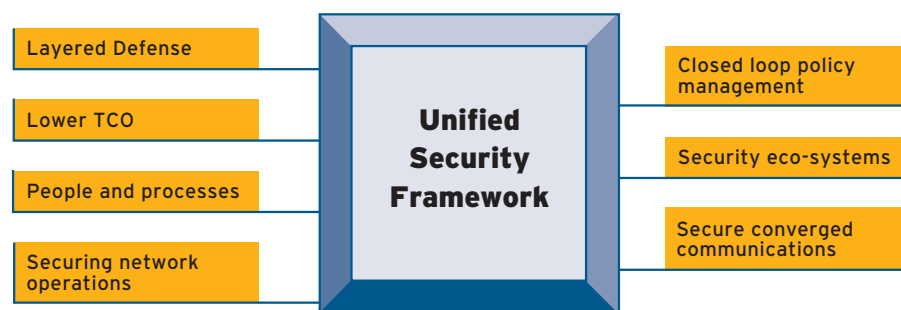 Layered Defense
Lower TCO
People and processes
Securing network
operations
Unified
Security
Framework
Closed loop policy
management
Security eco-systems
Secure converged
communications